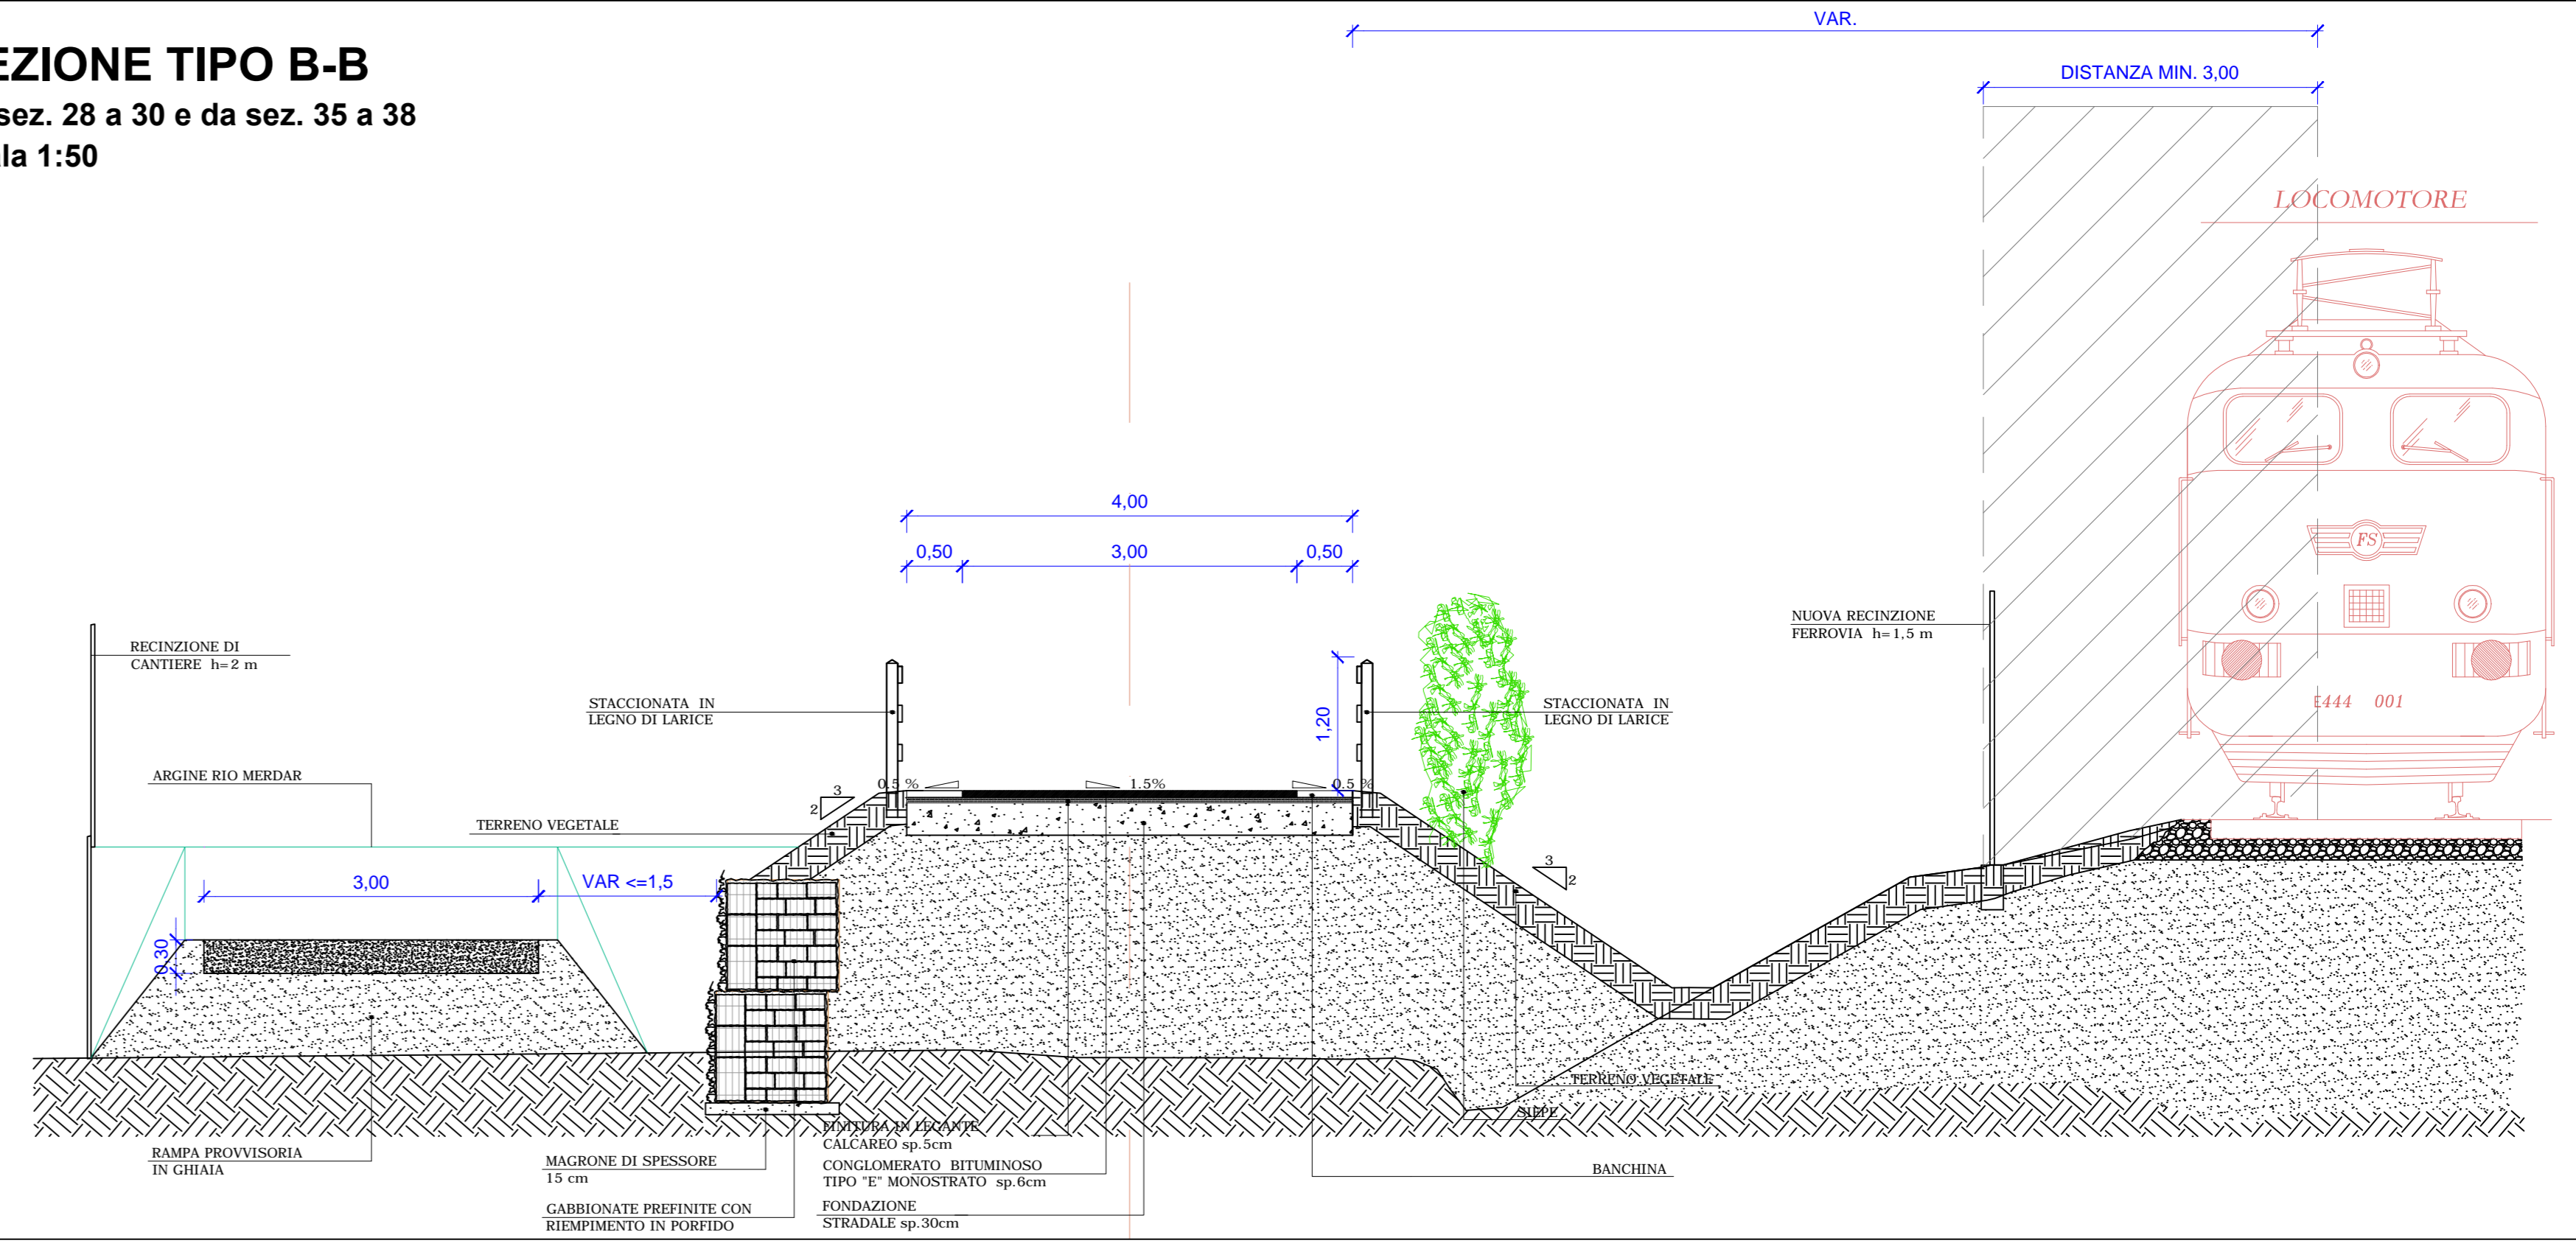 VAR.
EZIONE TIPO B-B
DISTANZA MIN. 3,00
sez. 28 a 30 e da sez. 35 a 38
la 1:50
LOCOMOTORE
4,00
0,50
3,00
0,50
FS
NUOVA RECINZIONE
FERROVIA h=1,5 m
RECINZIONE DI
CANTIERE h=2 m
STACCIONATA IN
LEGNO DI LARICE
1,20
STACCIONATA IN
LEGNO DI LARICE
E444 001
ARGINE RIO MERDAR
0.5 %
1.5%
0.5 %
3
2
TERRENO VEGETALE
3
2
3,00
VAR <=1,5
0,30
TERRENO VEGETALE
SIEPE
FINITURA IN LEGANTE
CALCAREO sp.5cm
RAMPA PROVVISORIA
IN GHIAIA
MAGRONE DI SPESSORE
15 cm
CONGLOMERATO BITUMINOSO
TIPO "E" MONOSTRATO sp.6cm
BANCHINA
GABBIONATE PREFINITE CON
RIEMPIMENTO IN PORFIDO
FONDAZIONE
STRADALE sp.30cm